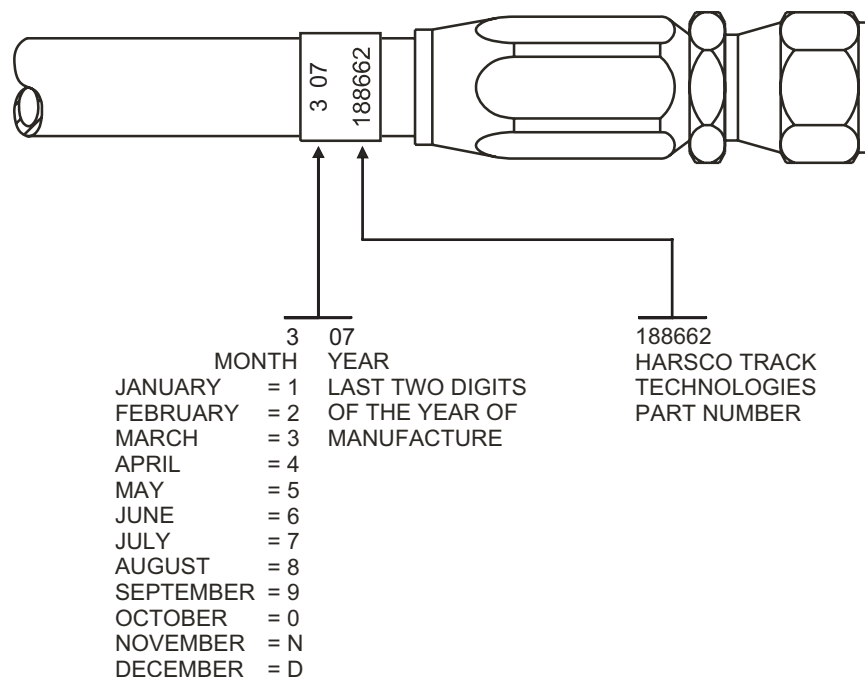 3 07
188662
3 07
MONTH YEAR
JANUARY = 1
FEBRUARY = 2
MARCH = 3
APRIL = 4
MAY = 5
JUNE = 6
JULY = 7
AUGUST = 8
SEPTEMBER = 9
OCTOBER = 0
NOVEMBER = N
DECEMBER = D
LAST TWO DIGITS
OF THE YEAR OF
MANUFACTURE
188662
HARSCO TRACK
TECHNOLOGIES
PART NUMBER